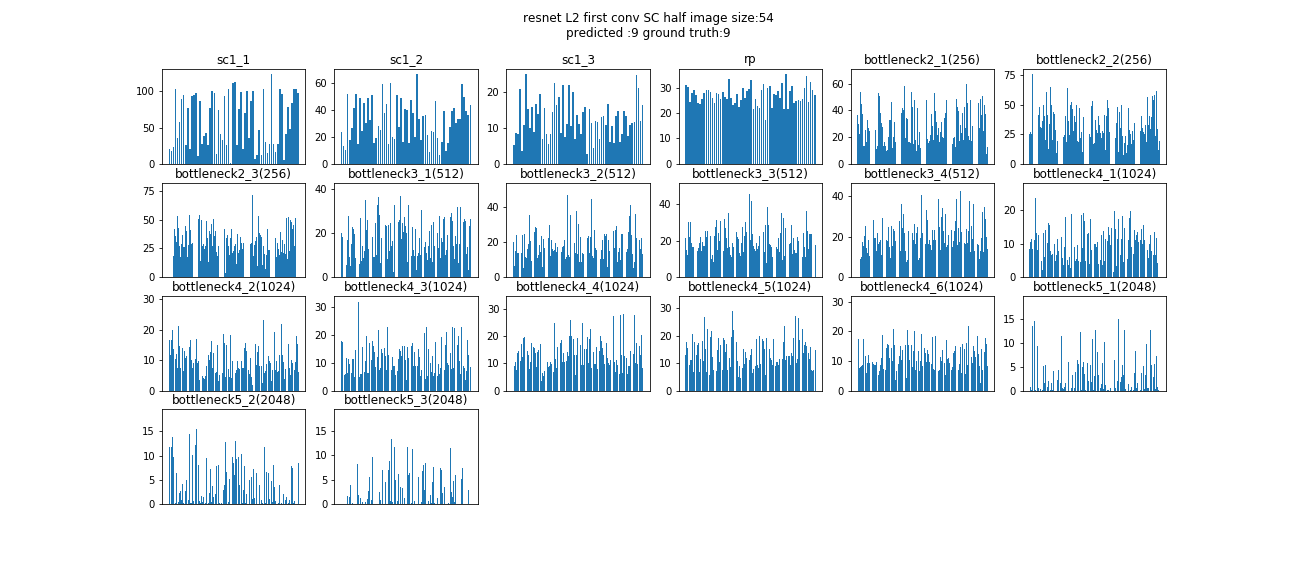 resnet L2 first conv SC half image size:54
predicted :9 ground truth:9
sc1_1 sc1_2 sc1_3 rp bottleneck2_1(256) bottleneck2_2(256)
100 60 20 30 60 75
50 40 10 20 40 50
0 20 0 10 20 25
0 0 0 0
bottleneck2_3(256) bottleneck3_1(512) bottleneck3_2(512) bottleneck3_3(512) bottleneck3_4(512) bottleneck4_1(1024)
75 40 40 40 40 20
50 20 20 20 20 10
25 0 0 0 0 0
0
bottleneck4_2(1024) bottleneck4_3(1024) bottleneck4_4(1024) bottleneck4_5(1024) bottleneck4_6(1024) bottleneck5_1(2048)
30 30 30 30 30 15
20 20 20 20 20 10
10 10 10 10 10 5
0 0 0 0 0 0
bottleneck5_2(2048) bottleneck5_3(2048)
15 15
10 10
5 5
0 0